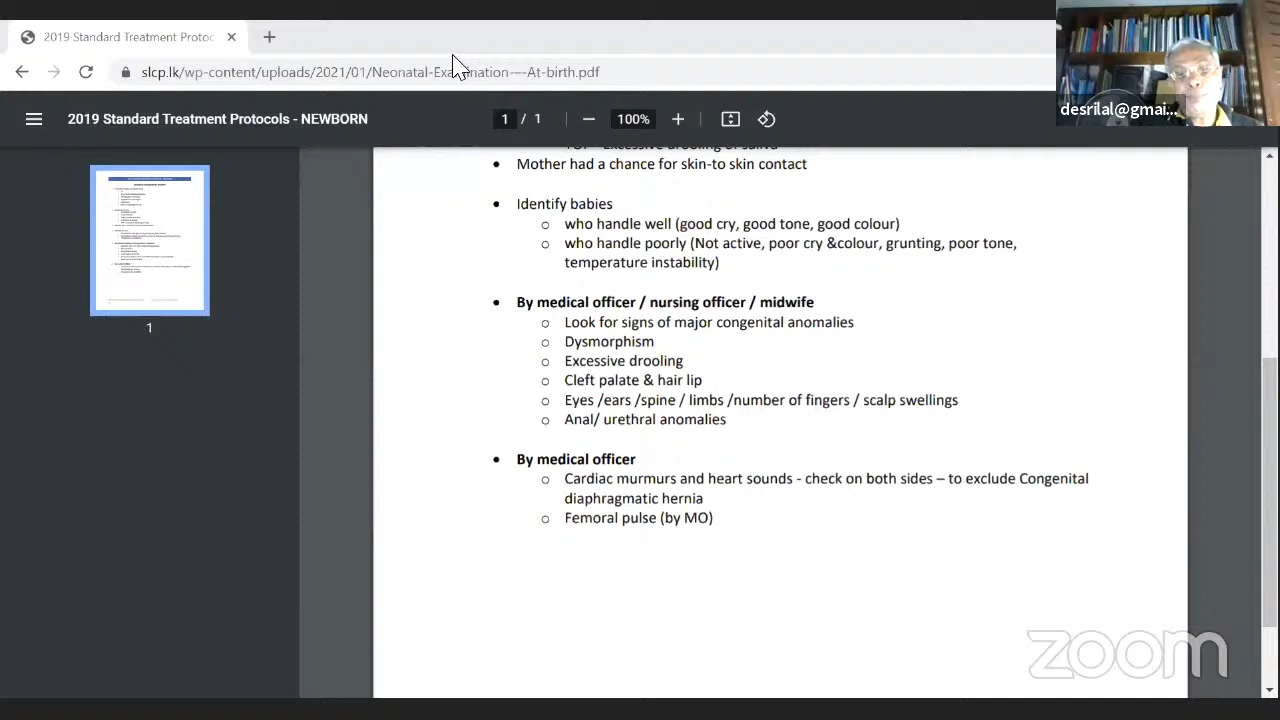 2019 Standard Treatment Protoc
slcp.lk/wp-content/uploads/2021/01/Neonatal-Examination-–-At-birth.pdf
desrilal@gmai...
2019 Standard Treatment Protocols - NEWBORN
1 / 1
100%
Excessive drooling of saliva
• Mother had a chance for skin-to skin contact
• Identify babies
o who handle well (good cry, good tone, good colour)
o who handle poorly (Not active, poor cry &colour, grunting, poor tone,
temperature instability)
• By medical officer / nursing officer / midwife
o Look for signs of major congenital anomalies
o Dysmorphism
o Excessive drooling
o Cleft palate & hair lip
o Eyes /ears /spine / limbs /number of fingers / scalp swellings
o Anal/ urethral anomalies
• By medical officer
o Cardiac murmurs and heart sounds - check on both sides – to exclude Congenital
diaphragmatic hernia
o Femoral pulse (by MO)
1
zoom